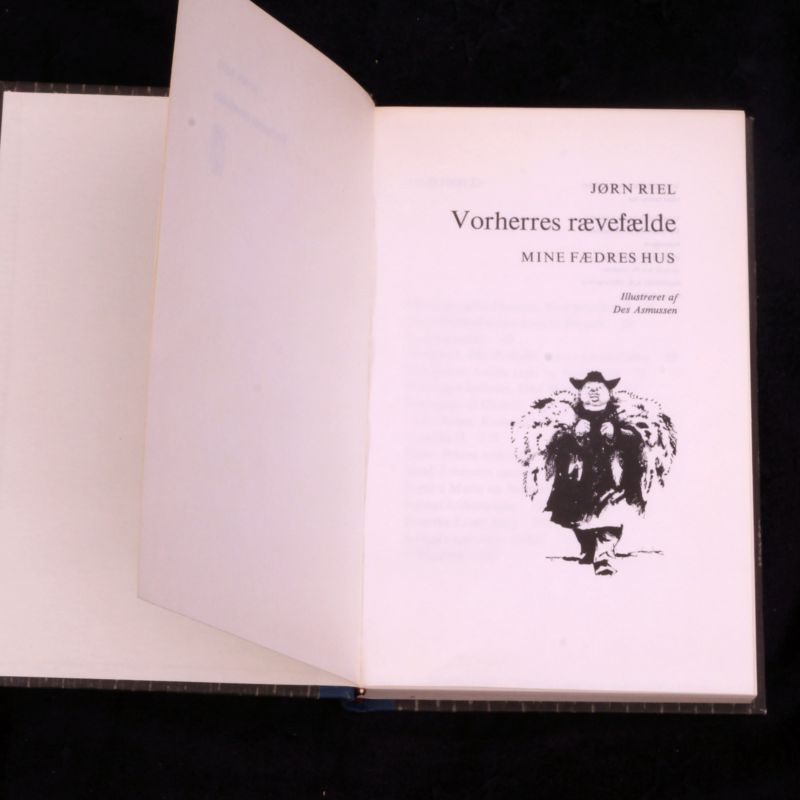 JØRN RIEL
Vorherres rævefælde
MINE FÆDRES HUS
Illustreret af
Des Asmussen